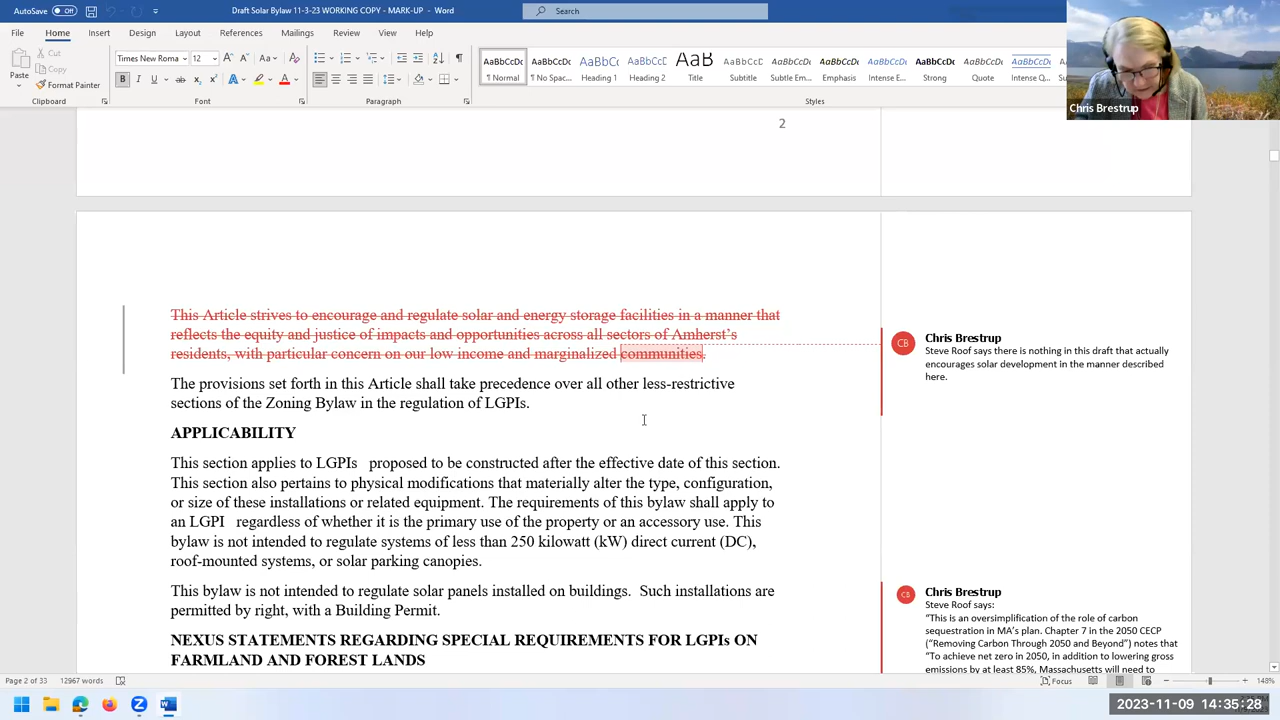 AutoSave Off Draft Solar Bylaw 11-3-23 WORKING COPY - MARK-UP - Word Search
File Home Insert Design Layout References Mailings Review View Help
Cut
Copy
Format Painter
Paste
Times New Roma 12
AaBbCcDc AaBbCcDc AaBbCc AaBbCcD AaB AaBbCcD AaBbCcDc AaBbCcDc AaBbCcDc AaBbCcDc AaBbCcDc AaBbCcDc
¶ Normal ¶ No Spac... Heading 1 Heading 2 Title Subtitle Subtle Em... Emphasis Intense E... Strong Quote Intense Q...
Clipboard Font Paragraph Styles
Chris Brestrup
2
This Article strives to encourage and regulate solar and energy storage facilities in a manner that
reflects the equity and justice of impacts and opportunities across all sectors of Amherst's
residents, with particular concern on our low income and marginalized communities.
The provisions set forth in this Article shall take precedence over all other less-restrictive
sections of the Zoning Bylaw in the regulation of LGPIs.
APPLICABILITY
This section applies to LGPIs proposed to be constructed after the effective date of this section.
This section also pertains to physical modifications that materially alter the type, configuration,
or size of these installations or related equipment. The requirements of this bylaw shall apply to
an LGPI regardless of whether it is the primary use of the property or an accessory use. This
bylaw is not intended to regulate systems of less than 250 kilowatt (kW) direct current (DC),
roof-mounted systems, or solar parking canopies.
This bylaw is not intended to regulate solar panels installed on buildings. Such installations are
permitted by right, with a Building Permit.
NEXUS STATEMENTS REGARDING SPECIAL REQUIREMENTS FOR LGPIs ON
FARMLAND AND FOREST LANDS
CB
Chris Brestrup
Steve Roof says there is nothing in this draft that actually
encourages solar development in the manner described
here.
CB
Chris Brestrup
Steve Roof says:
"This is an oversimplification of the role of carbon
sequestration in MA's plan. Chapter 7 in the 2050 CECP
("Removing Carbon Through 2050 and Beyond") notes that
"To achieve net zero in 2050, in addition to lowering gross
emissions by at least 85%, Massachusetts will need to
Page 2 of 33 12967 words Focus 148%
2023-11-09 14:35:28